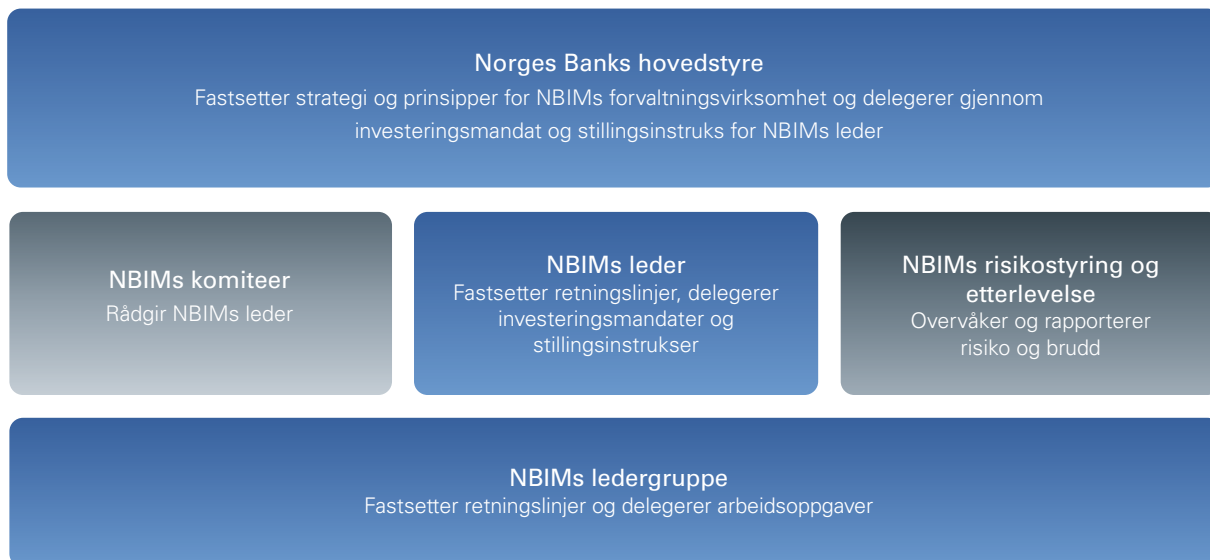 Norges Banks hovedstyre
Fastsetter strategi og prinsipper for NBIMs forvaltningsvirksomhet og delegerer gjennom
investeringsmandat og stillingsinstruks for NBIMs leder
NBIMs komiteer
Rådgir NBIMs leder
NBIMs leder
Fastsetter retningslinjer, delegerer
investeringsmandater og
stillingsinstrukser
NBIMs risikostyring og
etterlevelse
Overvåker og rapporterer
risiko og brudd
NBIMs ledergruppe
Fastsetter retningslinjer og delegerer arbeidsoppgaver